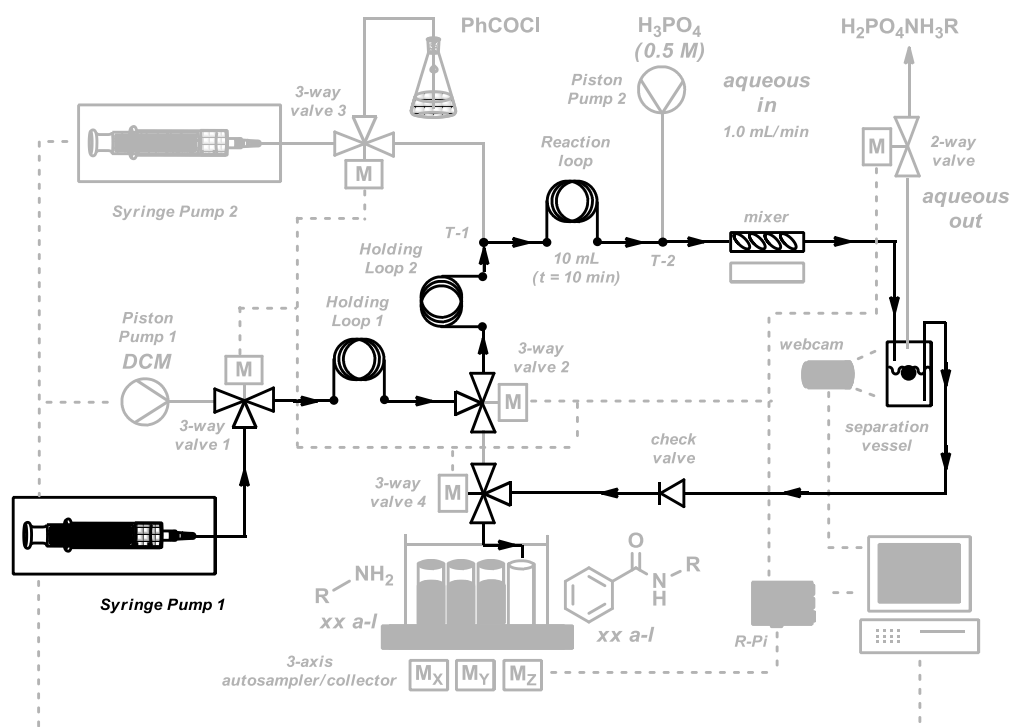 PhCOCl
H3PO4
(0.5 M)
H2PO4NH3R
3-way
valve 3
Piston
Pump 2
aqueous
in
1.0 mL/min
M
2-way
valve
M
Reaction
loop
Syringe Pump 2
aqueous
out
mixer
T-1
Holding
Loop 2
10 mL
(t = 10 min)
T-2
Holding
Loop 1
Piston
Pump 1
DCM
webcam
3-way
valve 2
M
M
3-way
valve 1
separation
vessel
check
valve
3-way
valve 4
M
O
NH2
R
R
N
H
xx a-l
xx a-l
Syringe Pump 1
R-Pi
3-axis
autosampler/collector
MX
MY
MZ